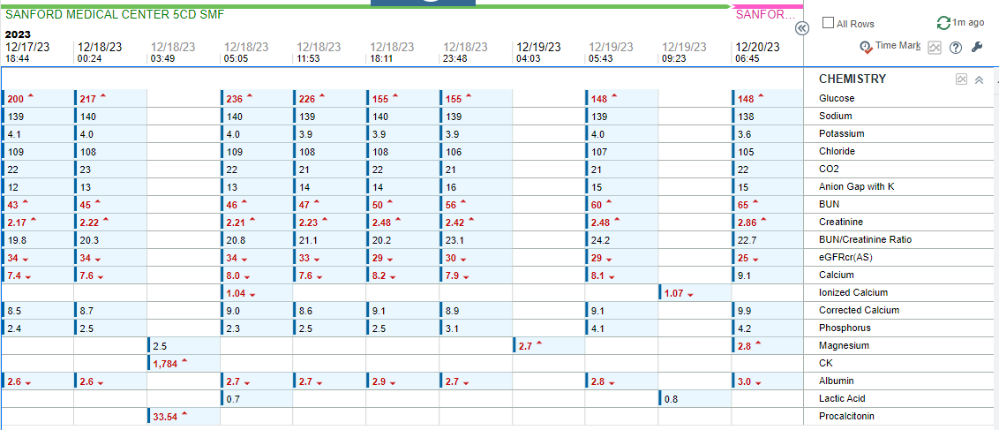 SANFORD MEDICAL CENTER 5CD SMF SANFOR...
All Rows 1m ago
2023
12/17/23 12/18/23 12/18/23 12/18/23 12/18/23 12/18/23 12/18/23 12/19/23 12/19/23 12/19/23 12/20/23 Time Mark
18:44 00:24 03:49 05:05 11:53 18:11 23:48 04:03 05:43 09:23 06:45
CHEMISTRY
200 217 236 226 155 155 148 148 Glucose
139 140 140 139 140 139 139 138 Sodium
4.1 4.0 4.0 3.9 3.9 3.9 4.0 3.6 Potassium
109 108 109 108 108 106 107 105 Chloride
22 23 22 21 22 21 21 22 CO2
12 13 13 14 14 16 15 15 Anion Gap with K
43 45 46 47 50 56 60 65 BUN
2.17 2.22 2.21 2.23 2.48 2.42 2.48 2.86 Creatinine
19.8 20.3 20.8 21.1 20.2 23.1 24.2 22.7 BUN/Creatinine Ratio
34 34 34 33 29 30 29 25 eGFRcr(AS)
7.4 7.6 8.0 7.6 8.2 7.9 8.1 9.1 Calcium
1.04 1.07 Ionized Calcium
8.5 8.7 9.0 8.6 9.1 8.9 9.1 9.9 Corrected Calcium
2.4 2.5 2.3 2.5 2.5 3.1 4.1 4.2 Phosphorus
2.5 2.7 2.8 Magnesium
1,784 CK
2.6 2.6 2.7 2.7 2.9 2.7 2.8 3.0 Albumin
0.7 0.8 Lactic Acid
33.54 Procalcitonin